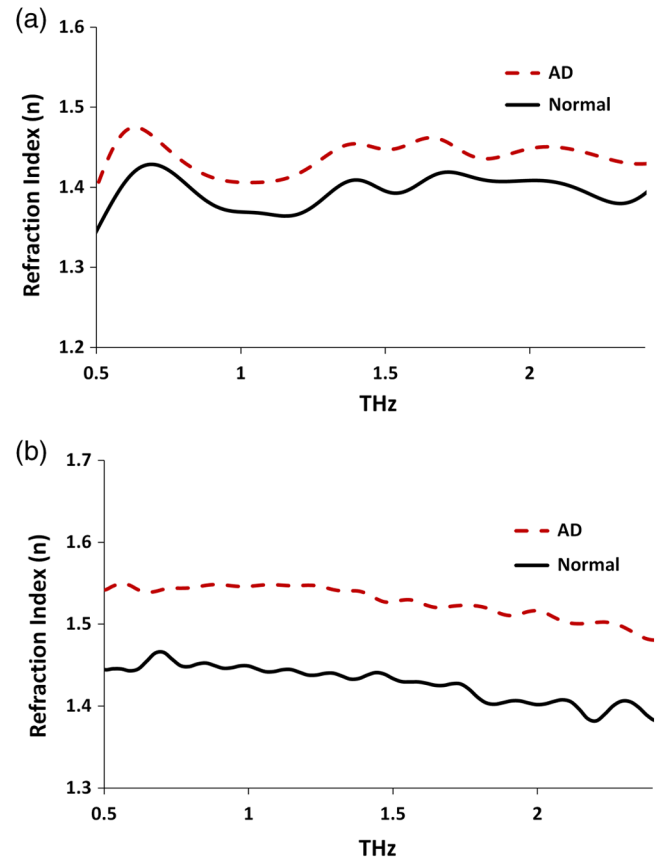 (a)
1.6
1.5
1.4
1.3
1.2
Refraction Index (n)
AD
Normal
0.5 1 1.5 2
THz
(b)
1.7
1.6
1.5
1.4
1.3
Refraction Index (n)
AD
Normal
0.5 1 1.5 2
THz